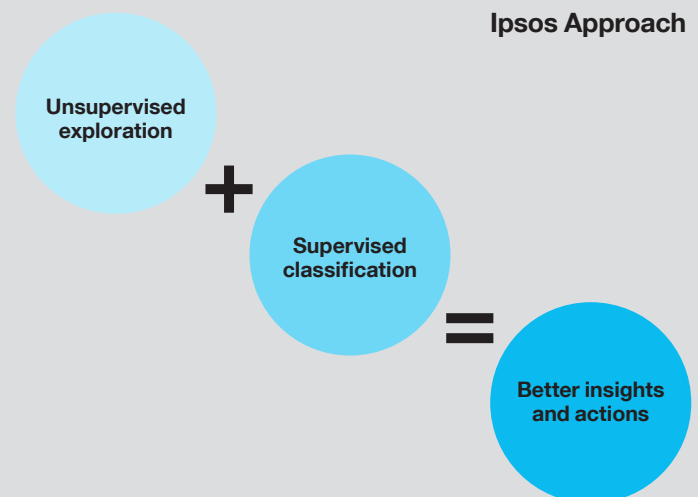 Ipsos Approach
Unsupervised
exploration
+
Supervised
classification
=
Better insights
and actions